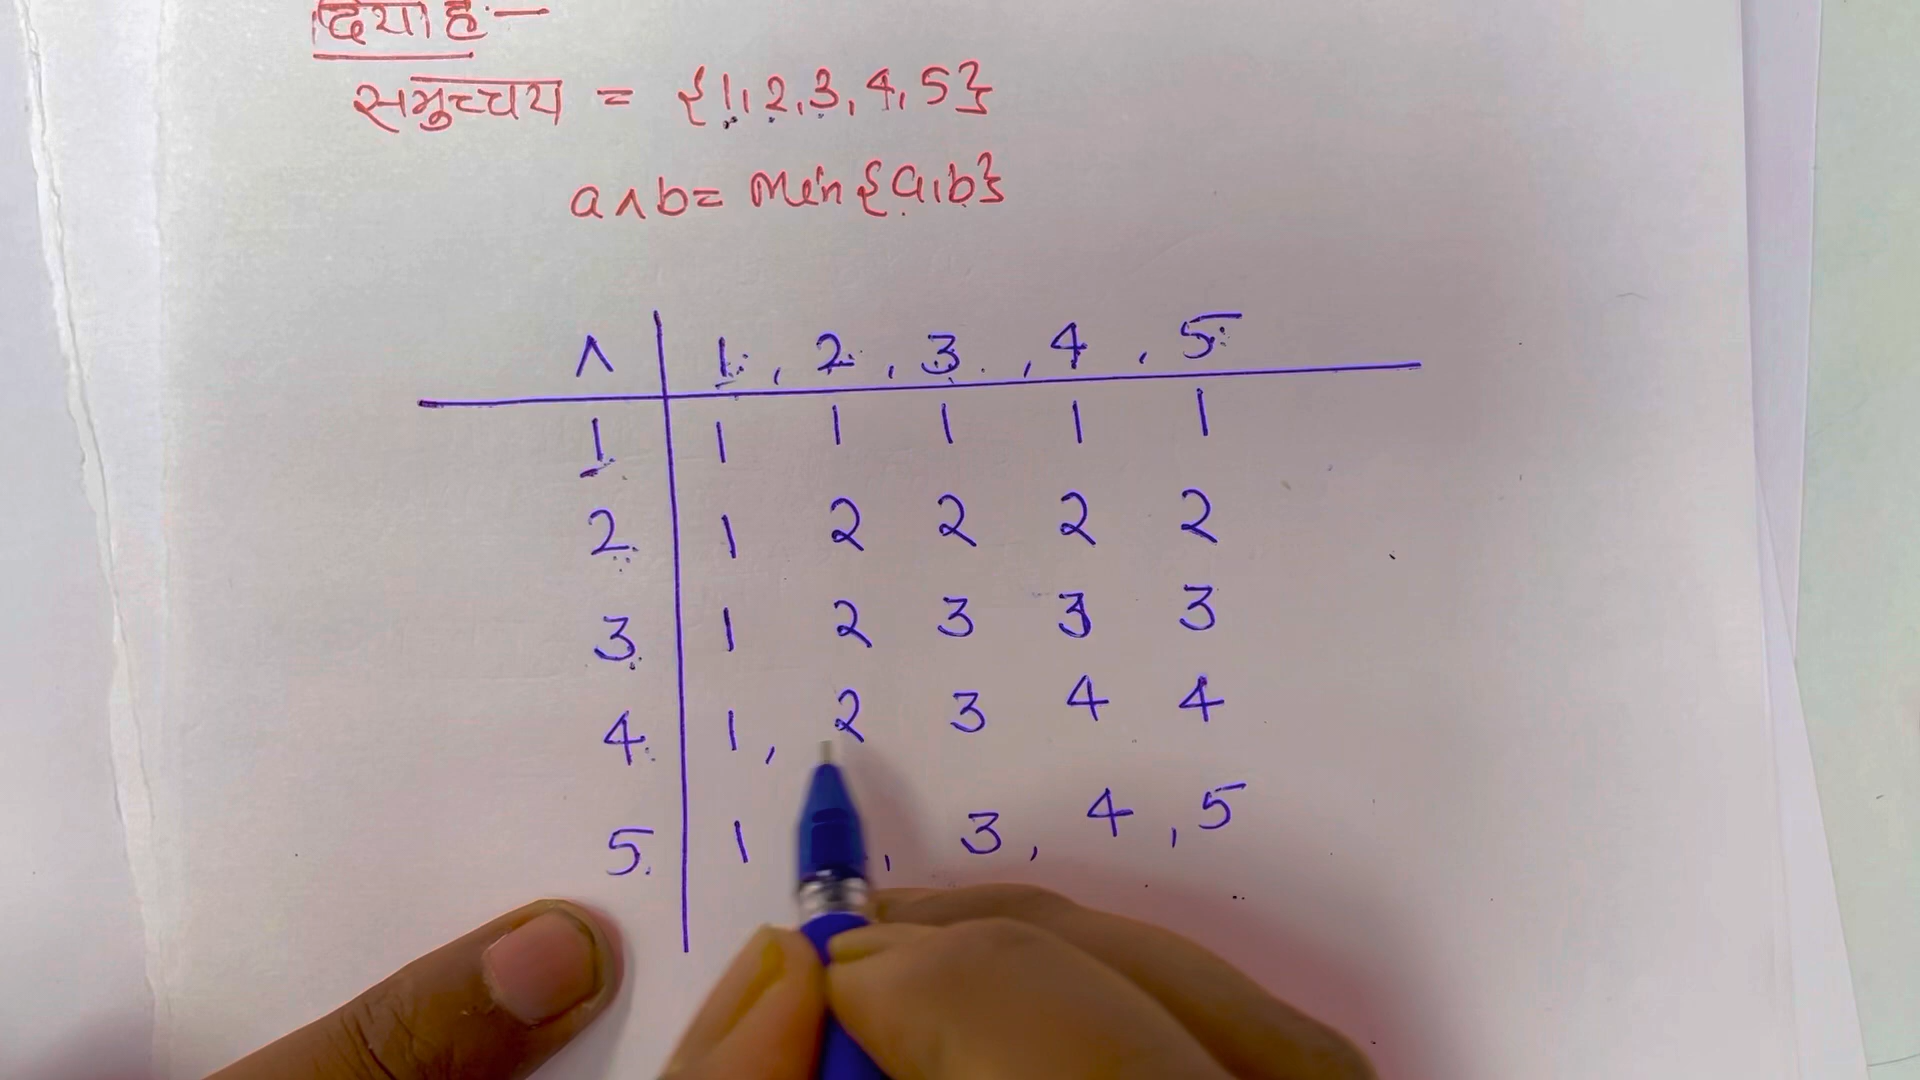 दिया है:—
समुच्चय = {1, 2, 3, 4, 5}
a ∧ b = Min {a, b}
∧ | 1, 2, 3, 4, 5
1 | 1 1 1 1 1
2 | 1 2 2 2 2
3 | 1 2 3 3 3
4 | 1, 2 3 4 4
5 | 1 , 3, 4, 5